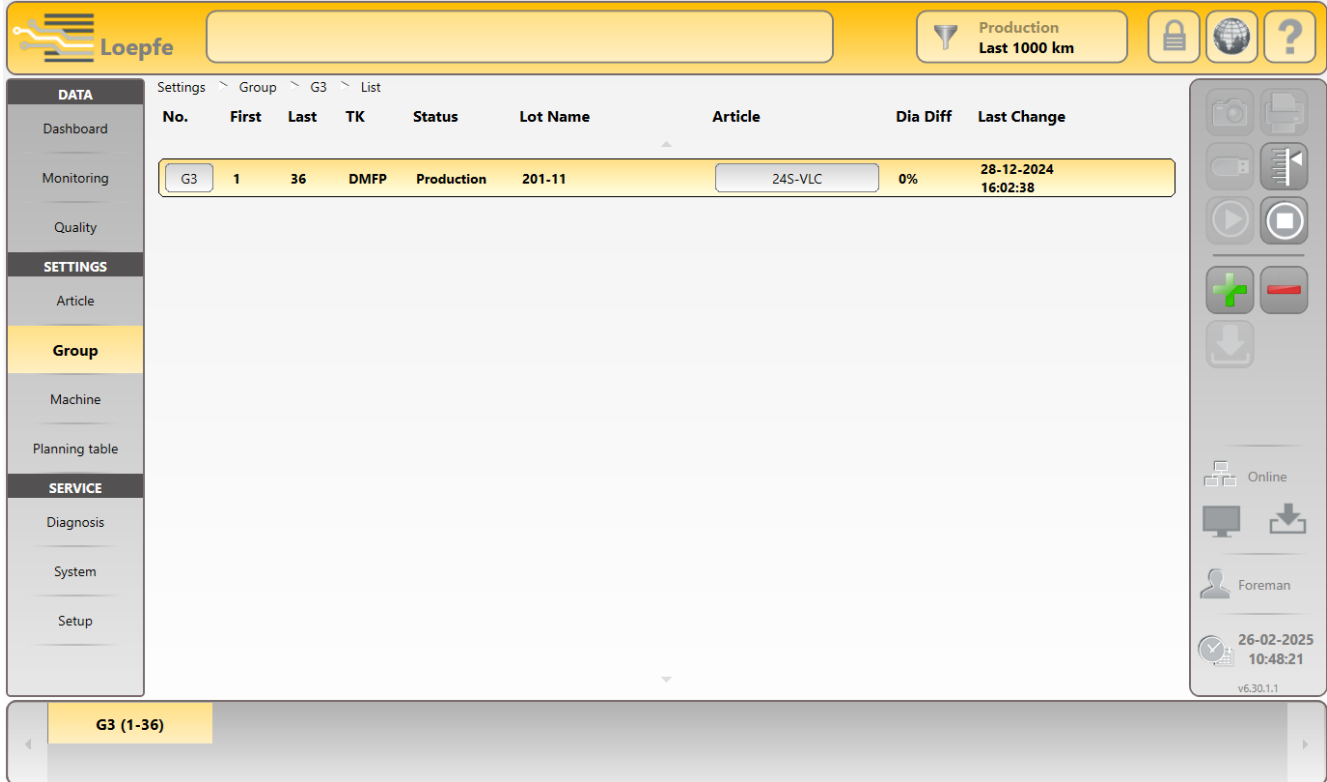 Loepfe
Production
Last 1000 km
?
DATA
Dashboard
Monitoring
Quality
SETTINGS
Article
Group
Machine
Planning table
SERVICE
Diagnosis
System
Setup
Settings > Group > G3 > List
No. First Last TK Status Lot Name Article Dia Diff Last Change
G3 1 36 DMFP Production 201-11 24S-VLC 0% 28-12-2024
16:02:38
Online
Foreman
26-02-2025
10:48:21
v6.30.1.1
G3 (1-36)